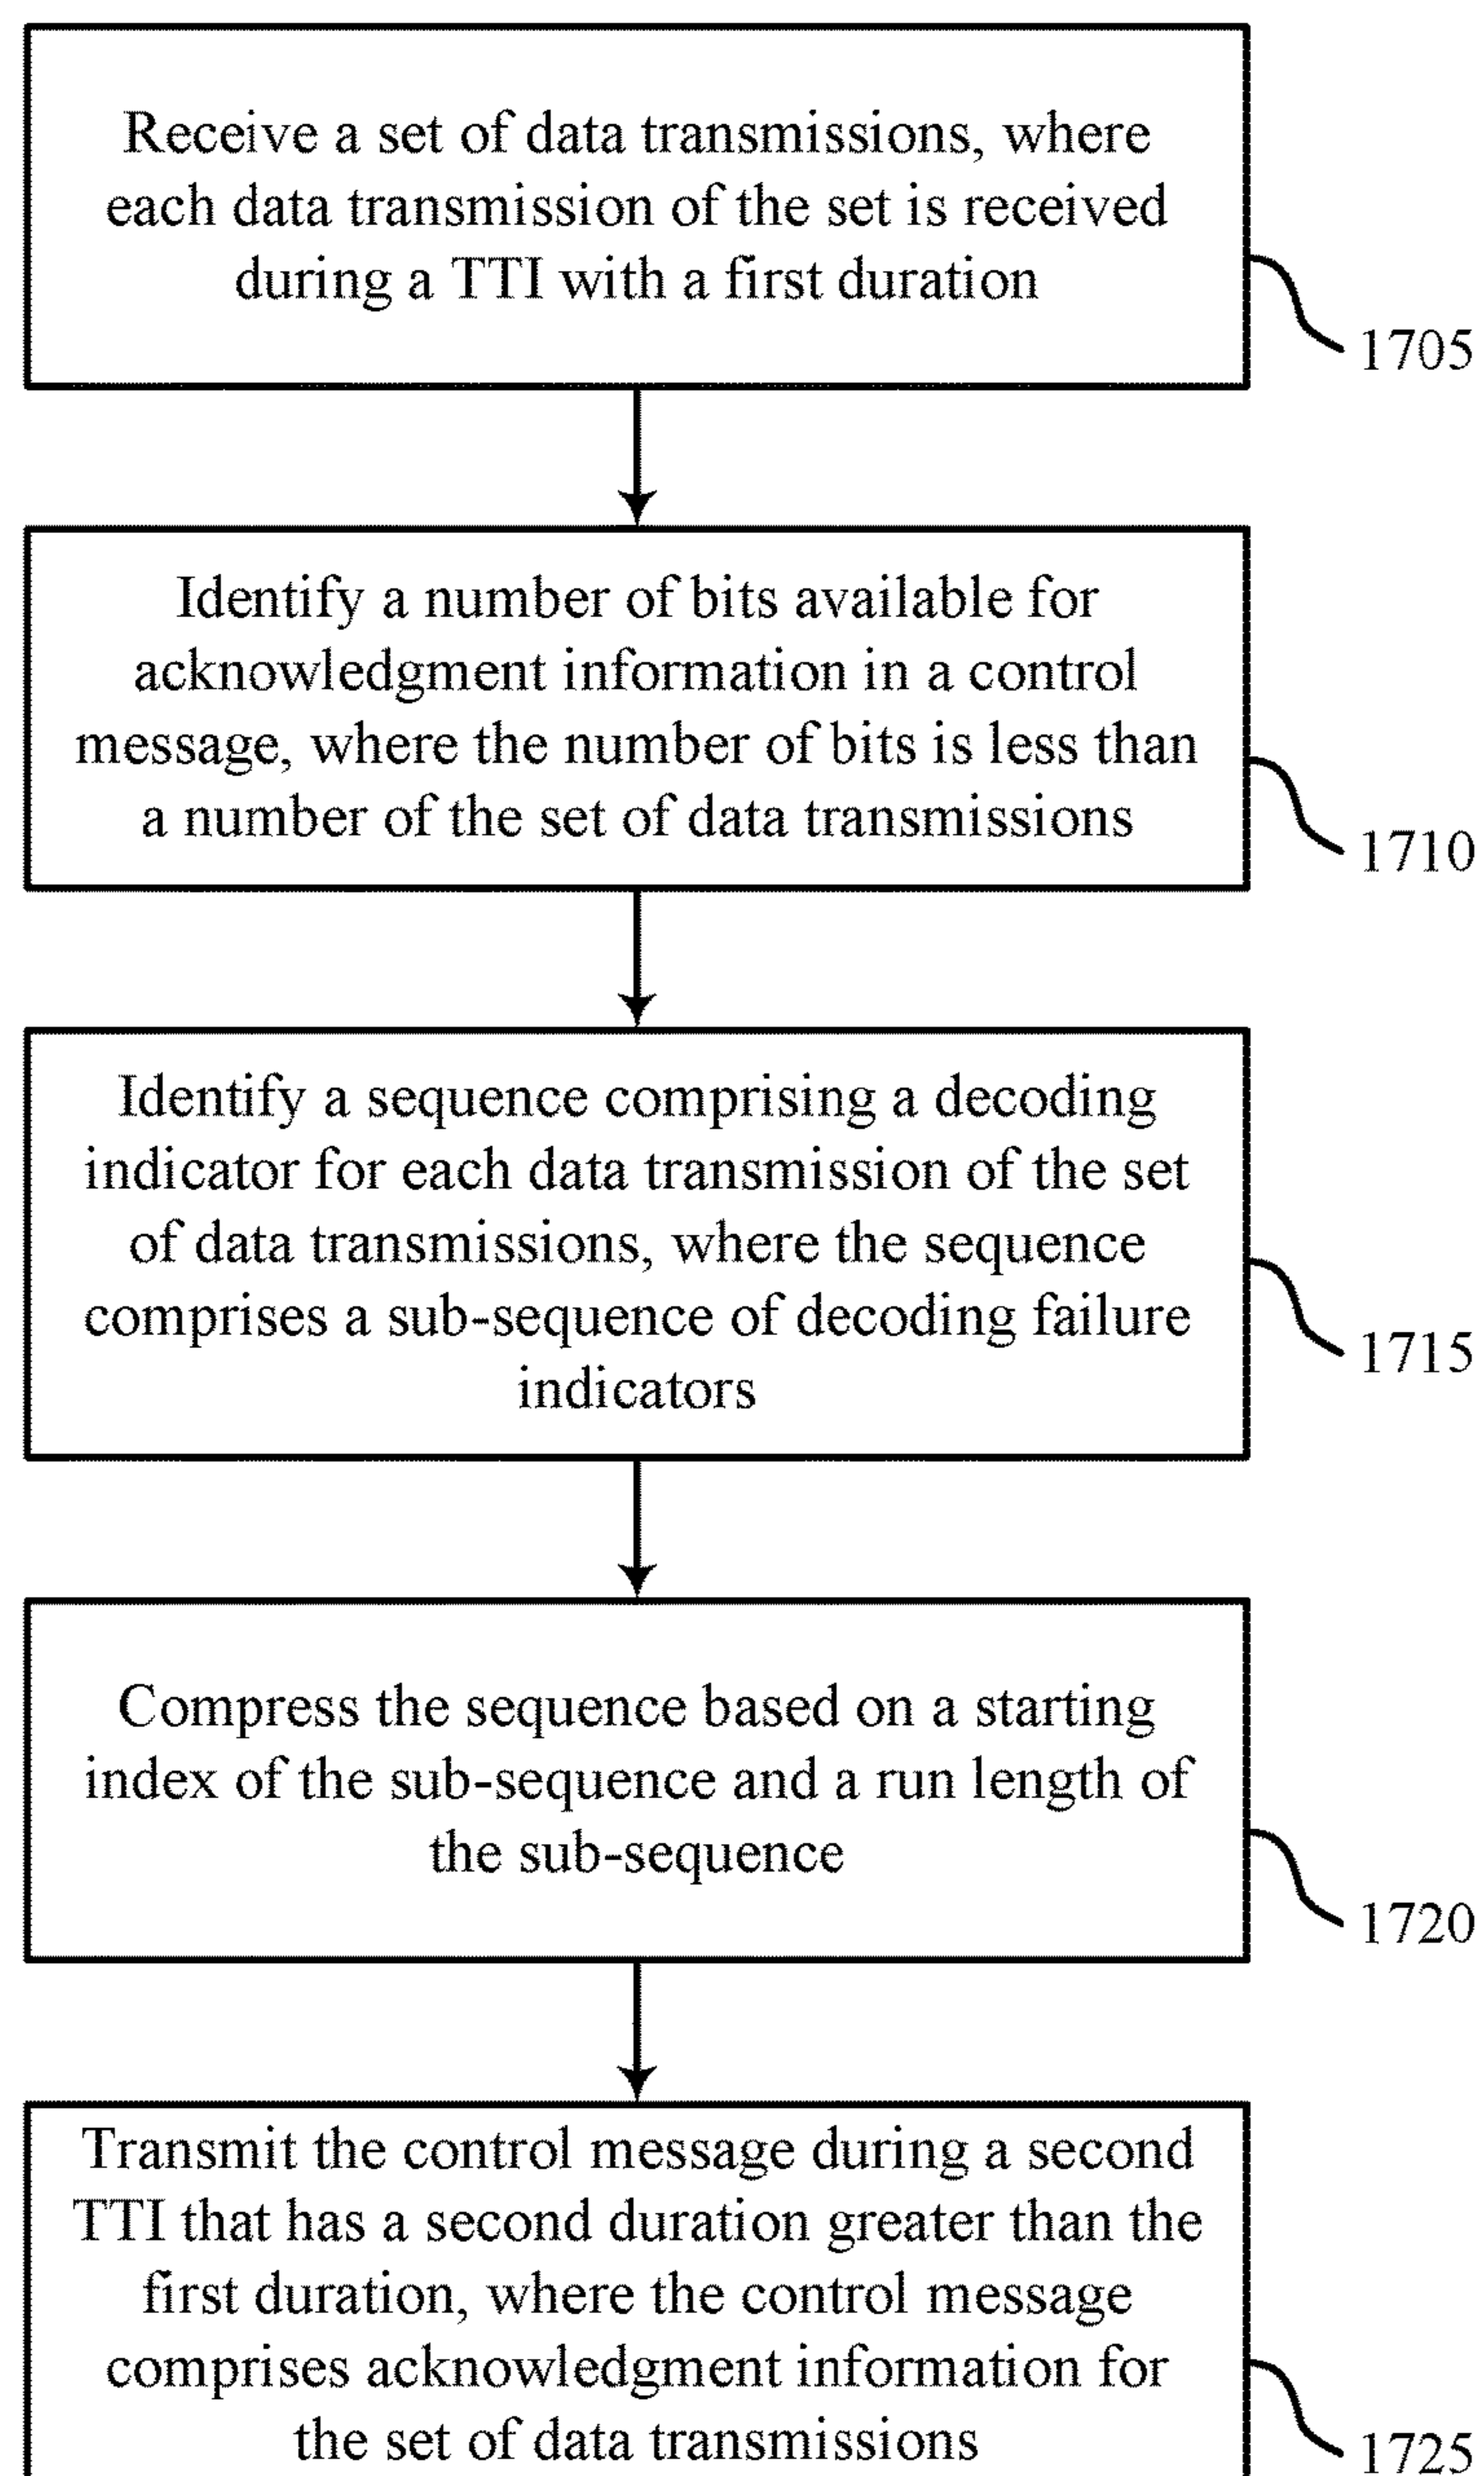 Receive a set of data transmissions, where
each data transmission of the set is received
during a TTI with a first duration
1705
Identify a number of bits available for
acknowledgment information in a control
message, where the number of bits is less than
a number of the set of data transmissions
1710
Identify a sequence comprising a decoding
indicator for each data transmission of the set
of data transmissions, where the sequence
comprises a sub-sequence of decoding failure
indicators
1715
Compress the sequence based on a starting
index of the sub-sequence and a run length of
the sub-sequence
1720
Transmit the control message during a second
TTI that has a second duration greater than the
first duration, where the control message
comprises acknowledgment information for
the set of data transmissions
1725